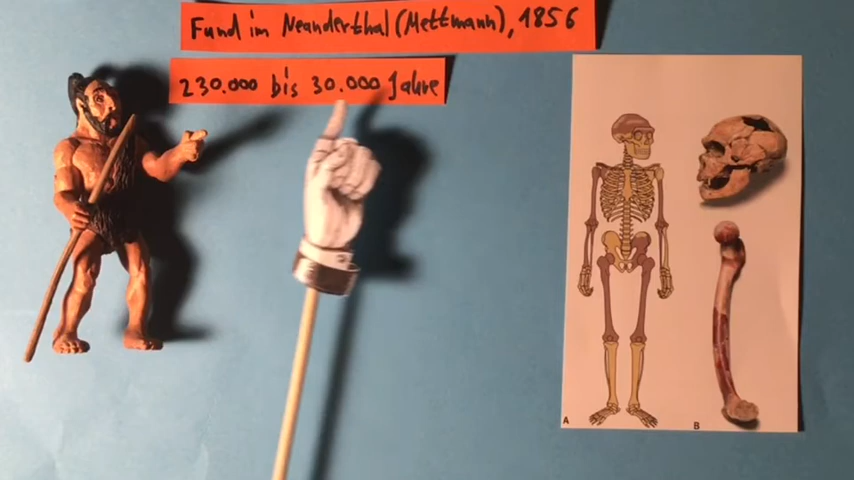 Fund im Neanderthal (Mettmann), 1856
230.000 bis 30.000 Jahre
A
B